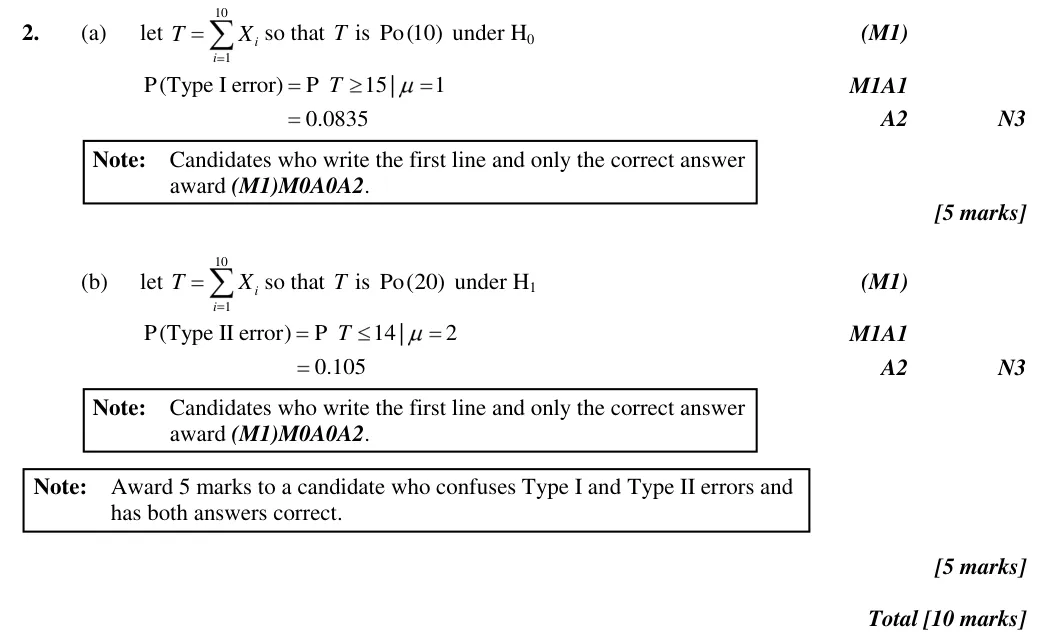 2. (a) let T = \sum_{i=1}^{10} X_i so that T is Po(10) under H₀ (M1)
P(Type I error) = P T ≥ 15 | μ = 1 M1A1
= 0.0835 A2 N3
Note: Candidates who write the first line and only the correct answer
award (M1)M0A0A2.
[5 marks]
(b) let T = \sum_{i=1}^{10} X_i so that T is Po(20) under H₁ (M1)
P(Type II error) = P T ≤ 14 | μ = 2 M1A1
= 0.105 A2 N3
Note: Candidates who write the first line and only the correct answer
award (M1)M0A0A2.
Note: Award 5 marks to a candidate who confuses Type I and Type II errors and
has both answers correct.
[5 marks]
Total [10 marks]